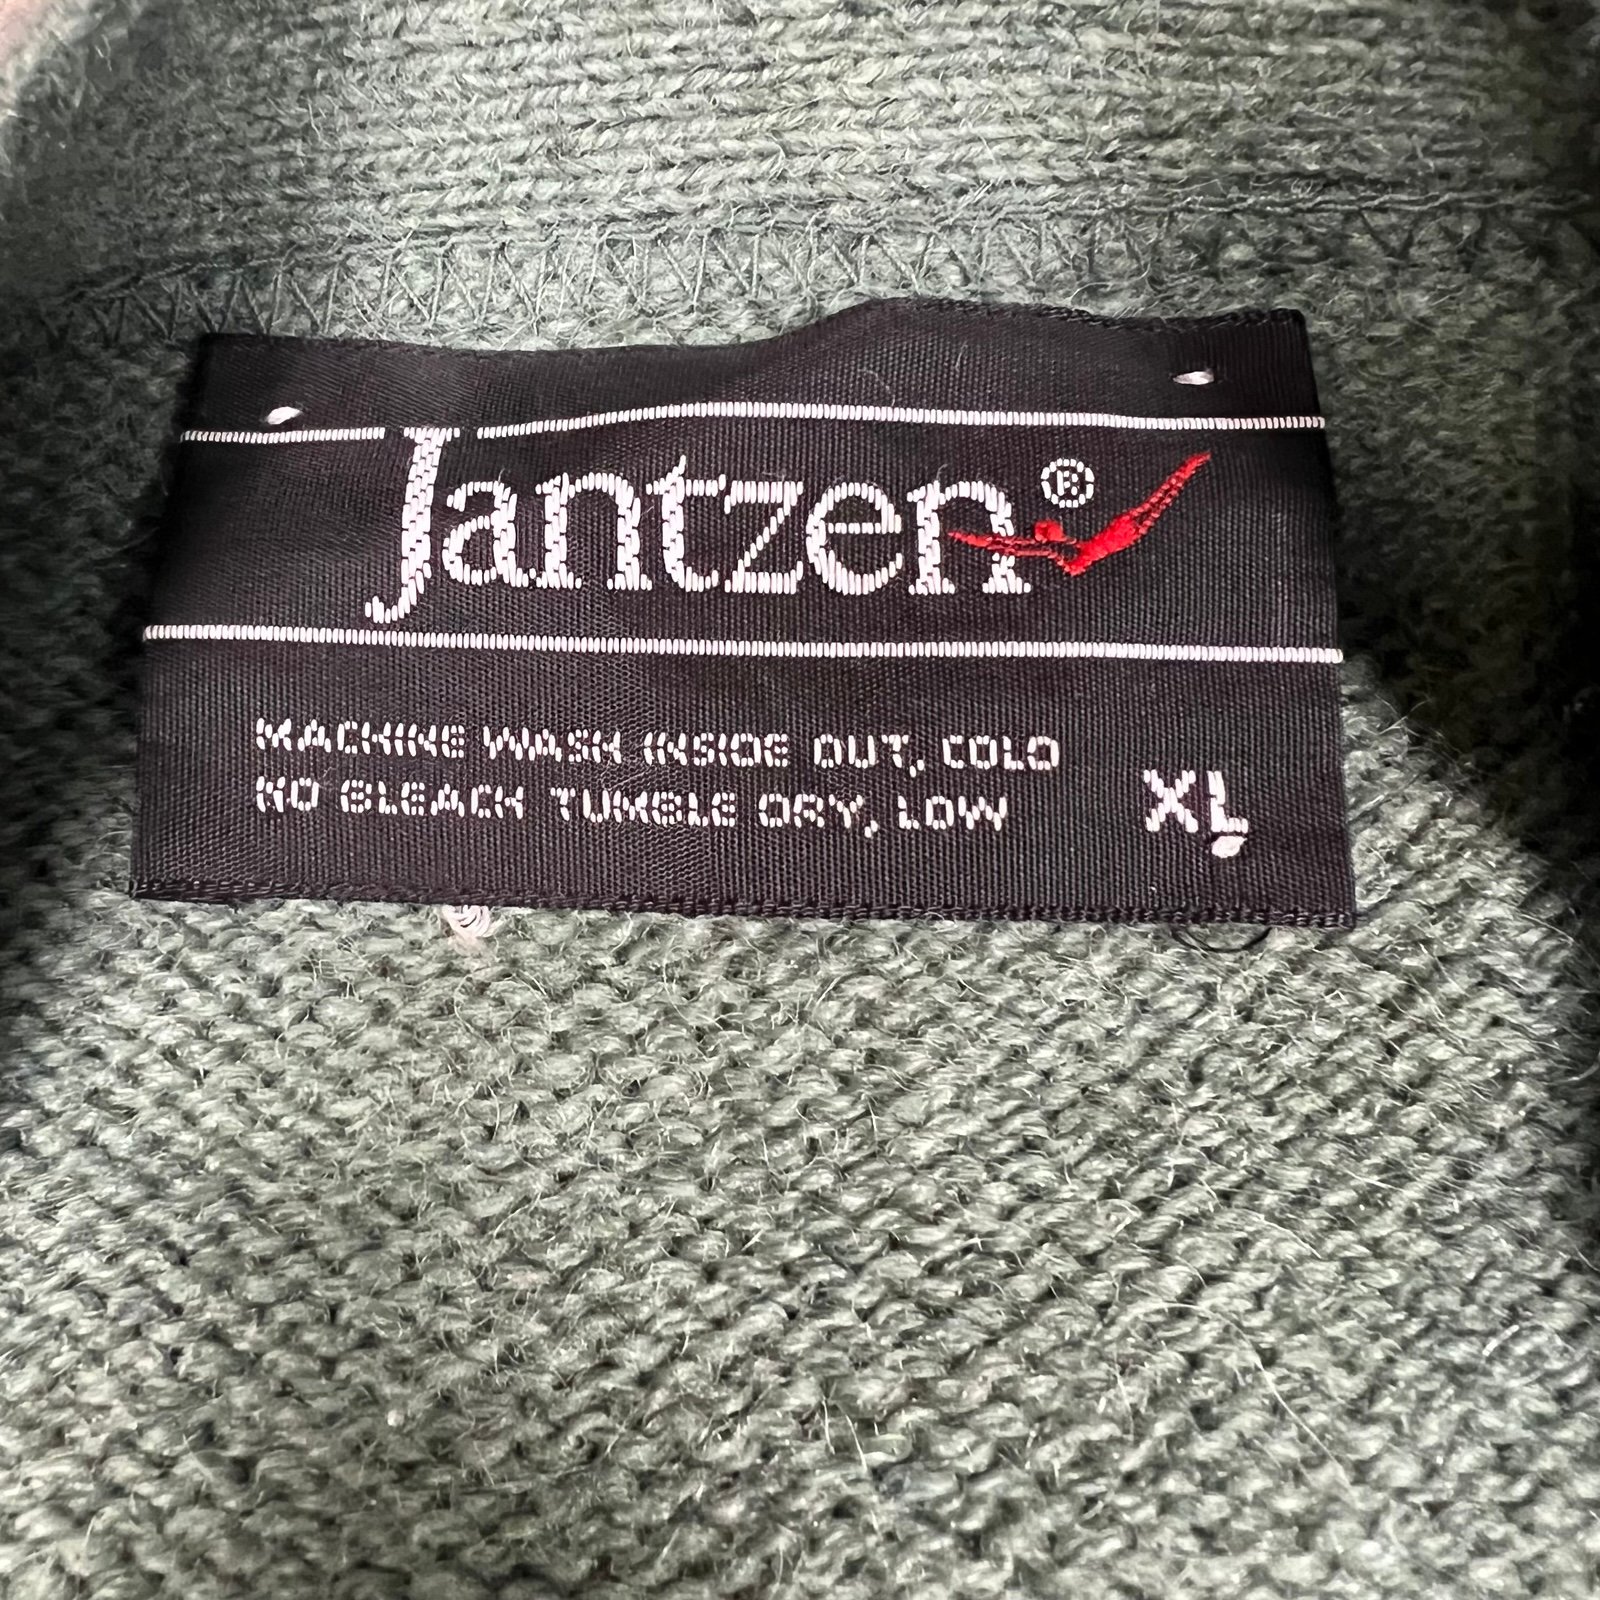 Jantzen®
MACHINE WASH INSIDE OUT, COLD
NO BLEACH TUMBLE DRY, LOW
XL